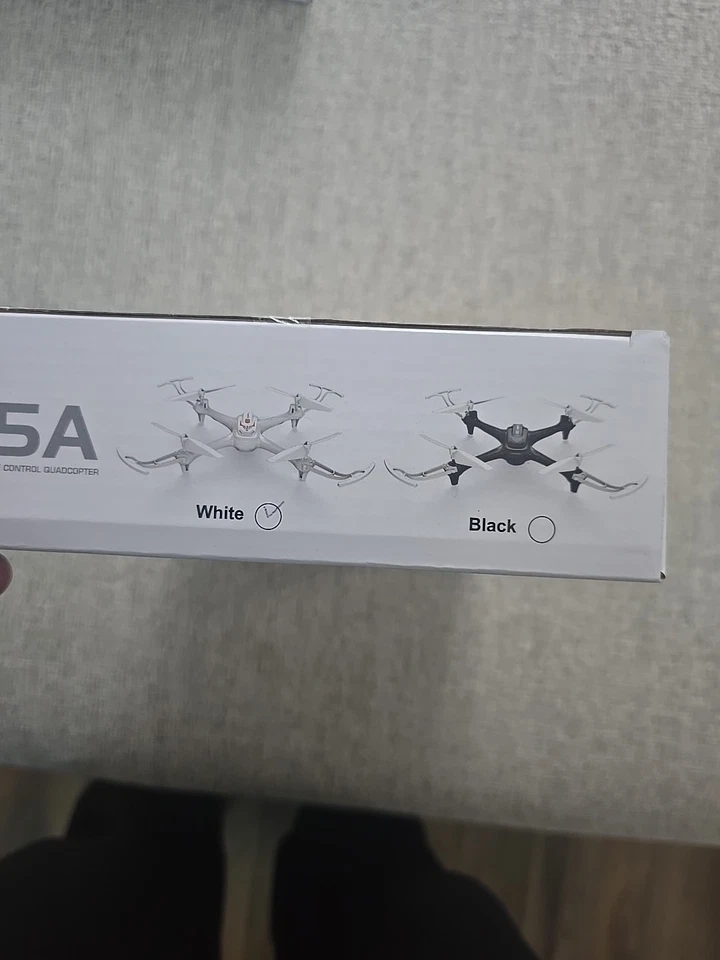 5A
CONTROL QUADCOPTER
White
Black